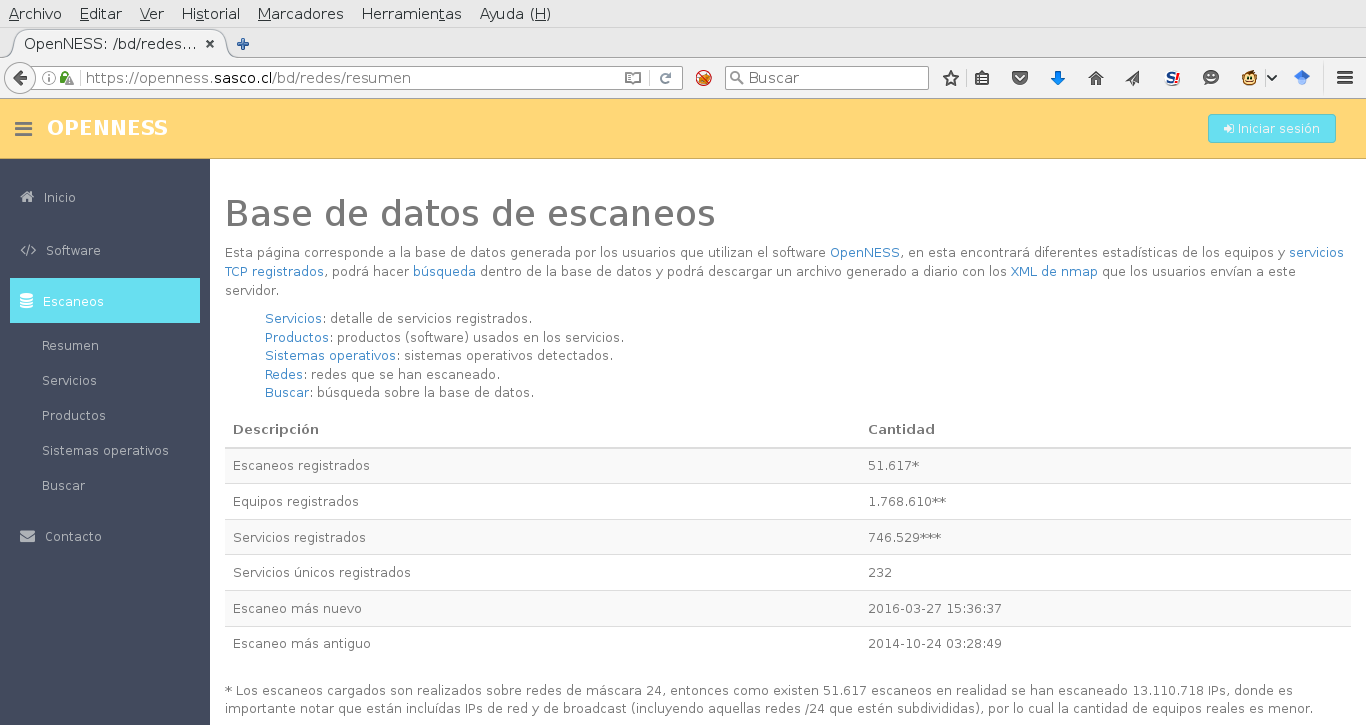 Archivo Editar Ver Historial Marcadores Herramientas Ayuda (H)
OpenNESS: /bd/redes...
https://openness.sasco.cl/bd/redes/resumen
Buscar
OPENNESS
Iniciar sesión
Inicio
Software
Escaneos
Resumen
Servicios
Productos
Sistemas operativos
Buscar
Contacto
Base de datos de escaneos
Esta página corresponde a la base de datos generada por los usuarios que utilizan el software OpenNESS, en esta encontrará diferentes estadísticas de los equipos y servicios
TCP registrados, podrá hacer búsqueda dentro de la base de datos y podrá descargar un archivo generado a diario con los XML de nmap que los usuarios envían a este
servidor.
Servicios: detalle de servicios registrados.
Productos: productos (software) usados en los servicios.
Sistemas operativos: sistemas operativos detectados.
Redes: redes que se han escaneado.
Buscar: búsqueda sobre la base de datos.
Descripción Cantidad
Escaneos registrados 51.617*
Equipos registrados 1.768.610**
Servicios registrados 746.529***
Servicios únicos registrados 232
Escaneo más nuevo 2016-03-27 15:36:37
Escaneo más antiguo 2014-10-24 03:28:49
* Los escaneos cargados son realizados sobre redes de máscara 24, entonces como existen 51.617 escaneos en realidad se han escaneado 13.110.718 IPs, donde es
importante notar que están incluídas IPs de red y de broadcast (incluyendo aquellas redes /24 que estén subdivididas), por lo cual la cantidad de equipos reales es menor.